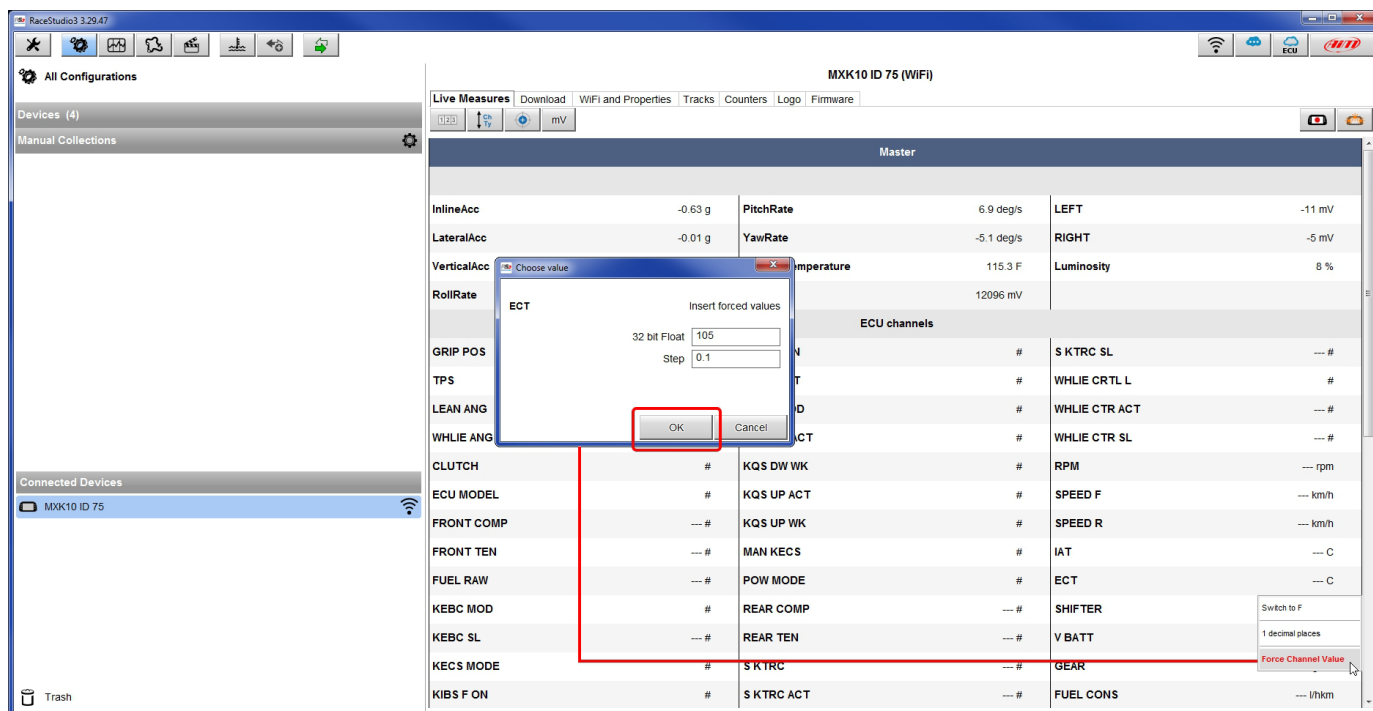 RaceStudio3 3.29.47
ECU
AiM
All Configurations
MXK10 ID 75 (WiFi)
Live Measures Download WiFi and Properties Tracks Counters Logo Firmware
Devices (4)
123 Ch Ty mV
Manual Collections
Master
InlineAcc -0.63 g PitchRate 6.9 deg/s LEFT -11 mV
LateralAcc -0.01 g YawRate -5.1 deg/s RIGHT -5 mV
VerticalAcc mperature 115.3 F Luminosity 8 %
RollRate 12096 mV
Choose value
ECT Insert forced values
32 bit Float 105
Step 0.1
OK Cancel
ECU channels
GRIP POS N # S KTRC SL --- #
TPS T # WHLIE CRTL L #
LEAN ANG D # WHLIE CTR ACT --- #
WHLIE ANG ACT # WHLIE CTR SL --- #
CLUTCH # KQS DW WK # RPM --- rpm
Connected Devices
MXK10 ID 75
ECU MODEL # KQS UP ACT # SPEED F --- km/h
FRONT COMP --- # KQS UP WK # SPEED R --- km/h
FRONT TEN --- # MAN KECS # IAT --- C
FUEL RAW --- # POW MODE # ECT --- C
KEBC MOD # REAR COMP --- # SHIFTER
KEBC SL --- # REAR TEN --- # V BATT
KECS MODE # S KTRC --- # GEAR
KIBS F ON # S KTRC ACT --- # FUEL CONS --- l/hkm
Switch to F
1 decimal places
Force Channel Value
Trash